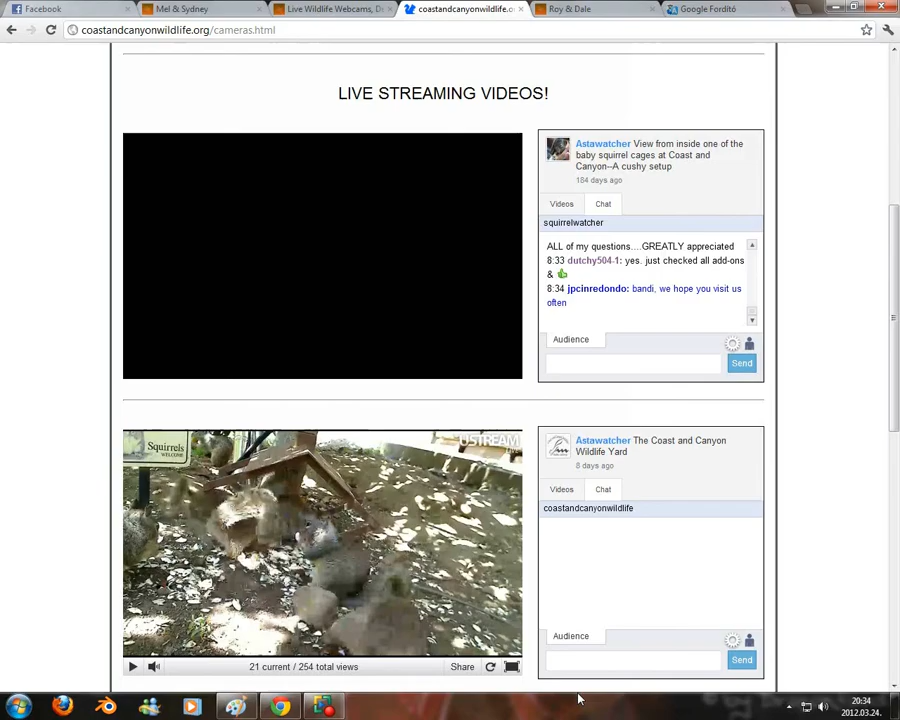 Facebook
Mel & Sydney
Live Wildlife Webcams, D
coastandcanyonwildlife.o
Roy & Dale
Google Fordító
coastandcanyonwildlife.org/cameras.html
LIVE STREAMING VIDEOS!
Astawatcher View from inside one of the
baby squirrel cages at Coast and
Canyon--A cushy setup
184 days ago
Videos
Chat
squirrelwatcher
ALL of my questions....GREATLY appreciated
8:33 dutchy504-1: yes. just checked all add-ons
&
8:34 jpcinredondo: bandi, we hope you visit us
often
Audience
Send
Squirrels
WELCOME
USTREAM
Astawatcher The Coast and Canyon
Wildlife Yard
8 days ago
Videos
Chat
coastandcanyonwildlife
Audience
Send
21 current / 254 total views
Share
20:34
2012.03.24.